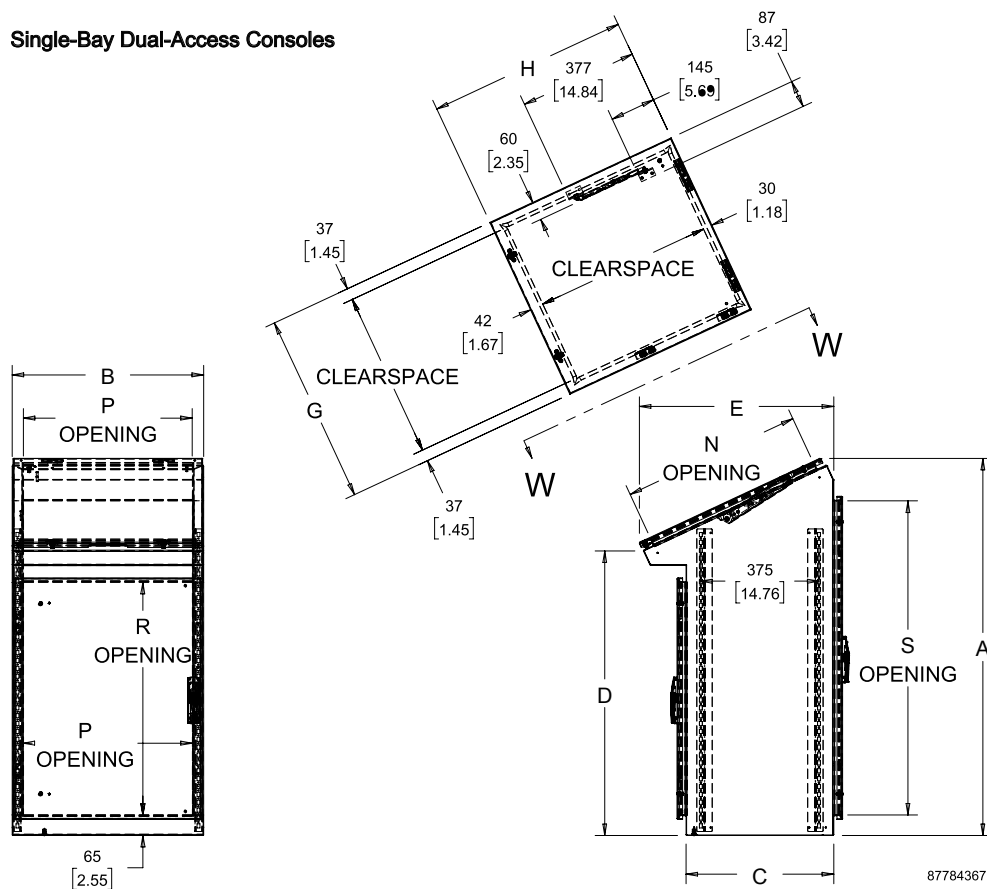 Single-Bay Dual-Access Consoles
87
[3.42]
H
377
[14.84]
145
[5.69]
60
[2.35]
30
[1.18]
37
[1.45]
CLEARSPACE
42
[1.67]
CLEARSPACE
G
W
W
37
[1.45]
B
P
OPENING
R
OPENING
P
OPENING
65
[2.55]
E
N
OPENING
375
[14.76]
S
OPENING
A
D
C
87784367